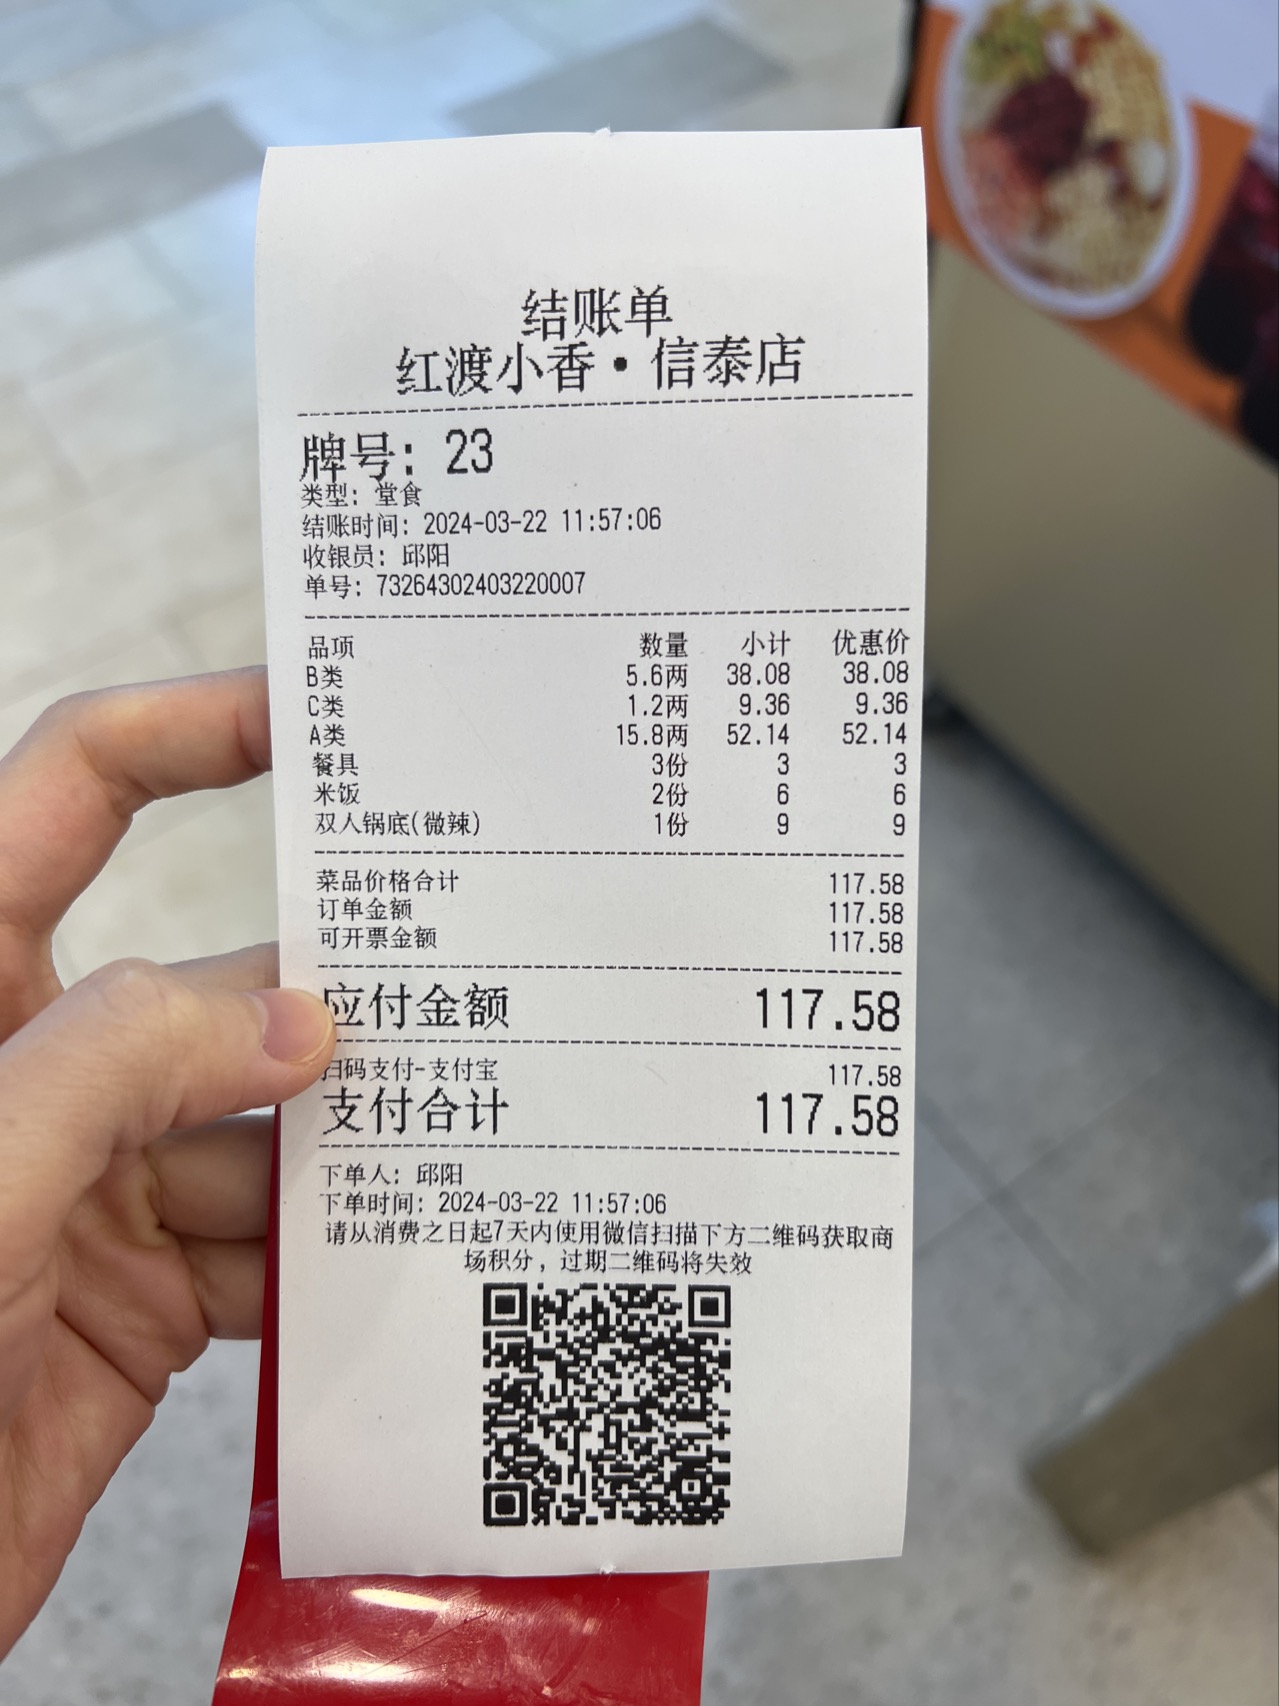 结账单
红渡小香·信泰店
牌号: 23
类型: 堂食
结账时间: 2024-03-22 11:57:06
收银员: 邱阳
单号: 73264302403220007
品项 数量 小计 优惠价
B类 5.6两 38.08 38.08
C类 1.2两 9.36 9.36
A类 15.8两 52.14 52.14
餐具 3份 3 3
米饭 2份 6 6
双人锅底(微辣) 1份 9 9
菜品价格合计 117.58
订单金额 117.58
可开票金额 117.58
应付金额 117.58
扫码支付-支付宝 117.58
支付合计 117.58
下单人: 邱阳
下单时间: 2024-03-22 11:57:06
请从消费之日起7天内使用微信扫描下方二维码获取商
场积分，过期二维码将失效